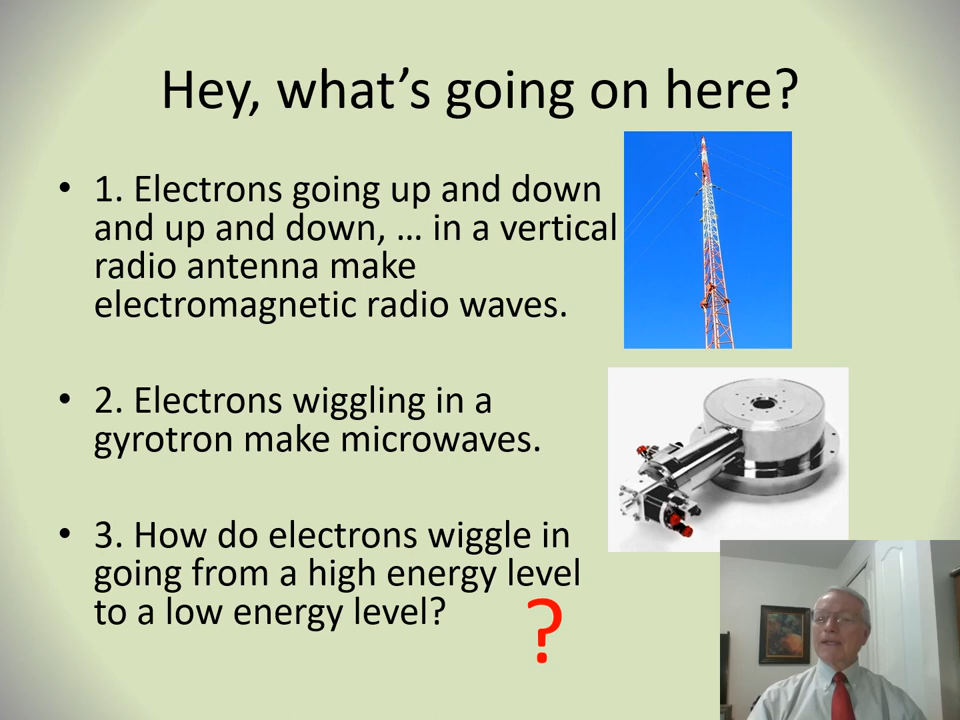 Hey, what’s going on here?
• 1. Electrons going up and down
and up and down, … in a vertical
radio antenna make
electromagnetic radio waves.
• 2. Electrons wiggling in a
gyrotron make microwaves.
• 3. How do electrons wiggle in
going from a high energy level
to a low energy level?
?